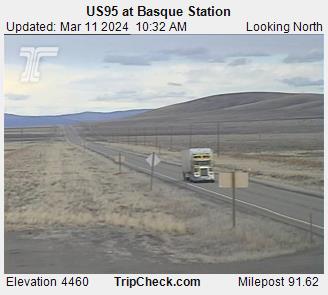 US95 at Basque Station
Updated: Mar 11 2024 10:32 AM Looking North
Elevation 4460 TripCheck.com Milepost 91.62